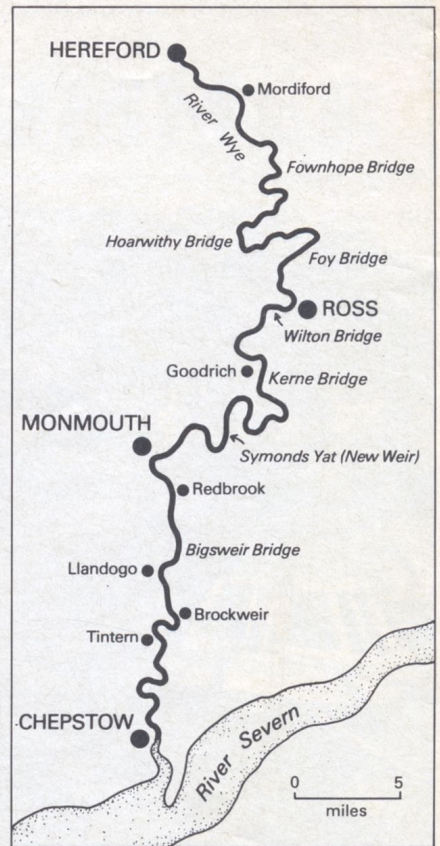 HEREFORD
Mordiford
River Wye
Fownhope Bridge
Hoarwithy Bridge
Foy Bridge
ROSS
Wilton Bridge
Goodrich
Kerne Bridge
MONMOUTH
Symonds Yat (New Weir)
Redbrook
Bigsweir Bridge
Llandogo
Brockweir
Tintern
CHEPSTOW
River Severn
0 5
miles